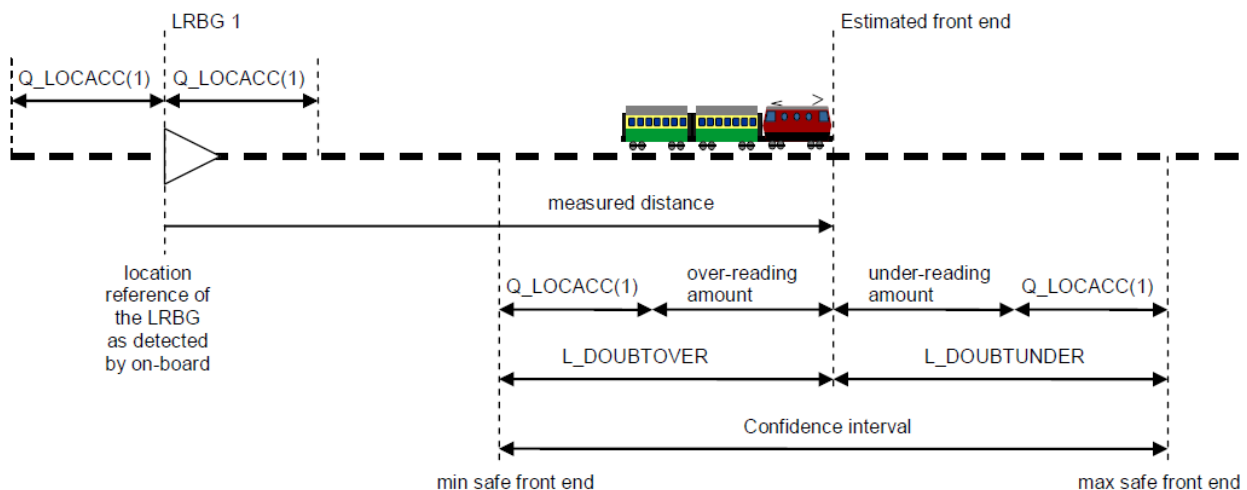 LRBG 1
Estimated front end
Q_LOCACC(1)
Q_LOCACC(1)
measured distance
location
reference of
the LRBG
as detected
by on-board
Q_LOCACC(1)
over-reading
amount
under-reading
amount
Q_LOCACC(1)
L_DOUBTOVER
L_DOUBTUNDER
Confidence interval
min safe front end
max safe front end